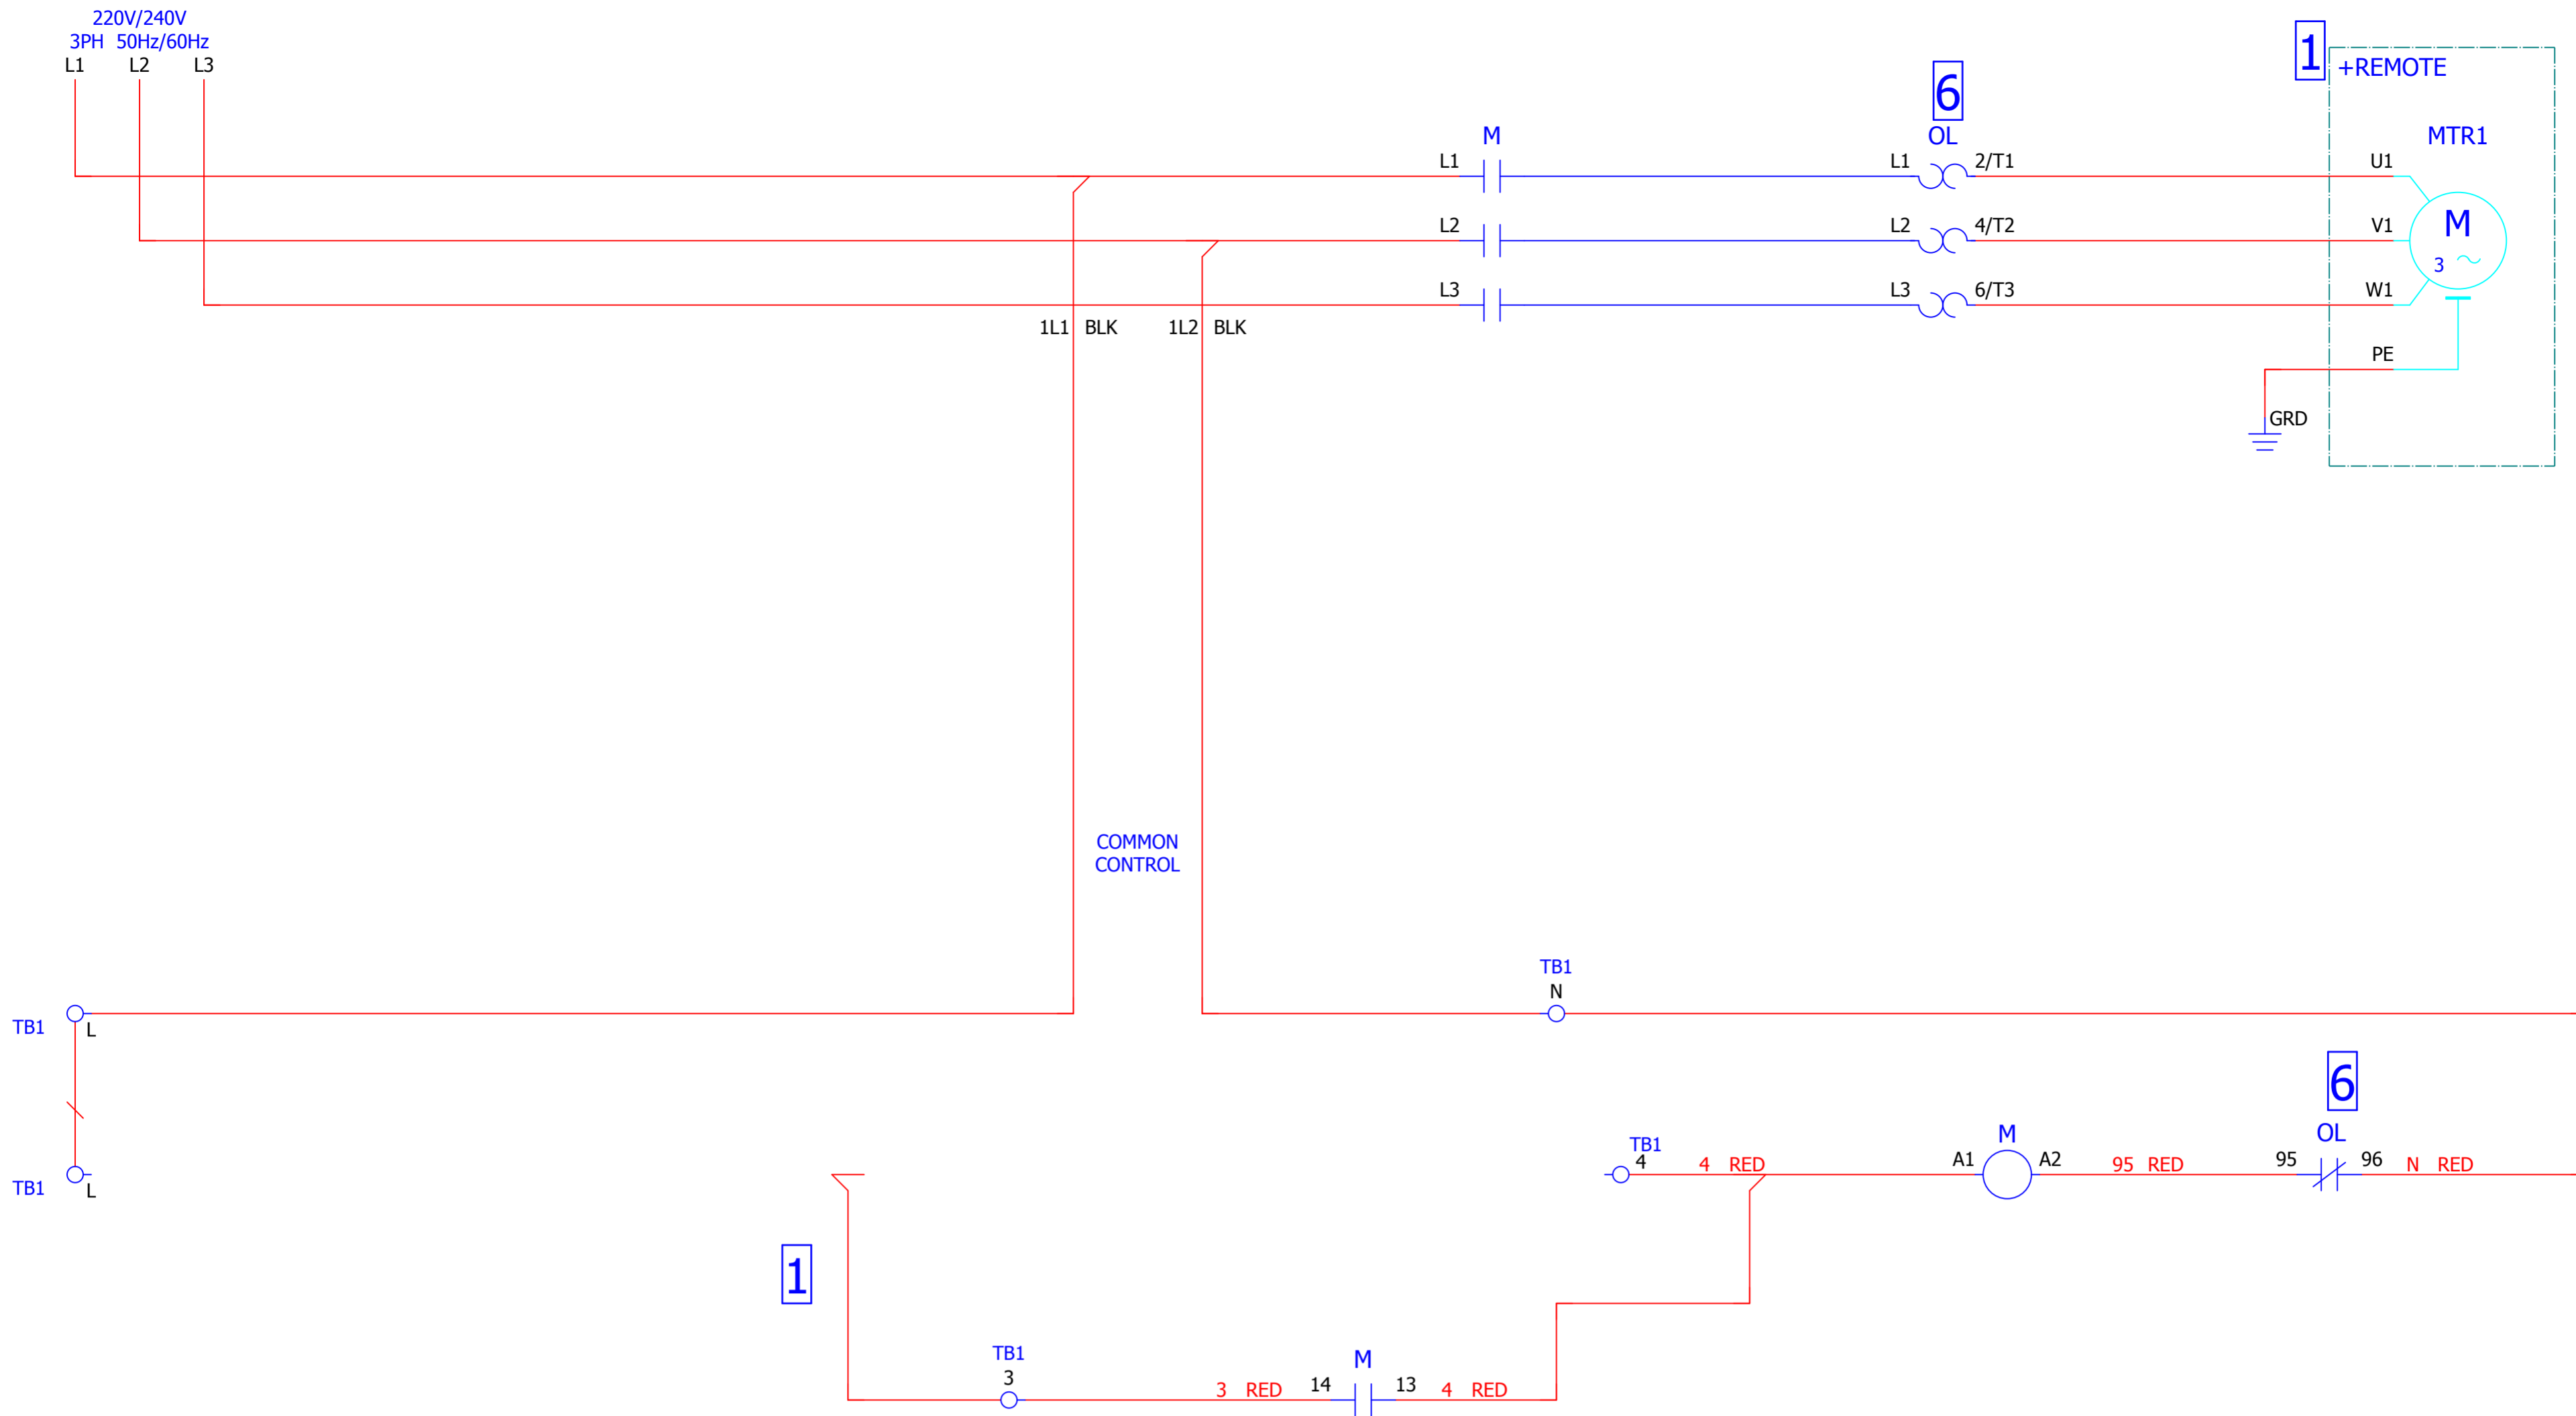 220V/240V
3PH 50Hz/60Hz
L1 L2 L3
1
+REMOTE
6
M
OL
MTR1
L1
L1
2/T1
U1
L2
L2
4/T2
V1
M
3
L3
L3
6/T3
W1
1L1 BLK
1L2 BLK
PE
GRD
COMMON
CONTROL
TB1
N
TB1
L
6
OL
M
TB1
4
4 RED
A1
A2
95 RED
95
96
N RED
TB1
L
1
TB1
3
M
3 RED
14
13
4 RED